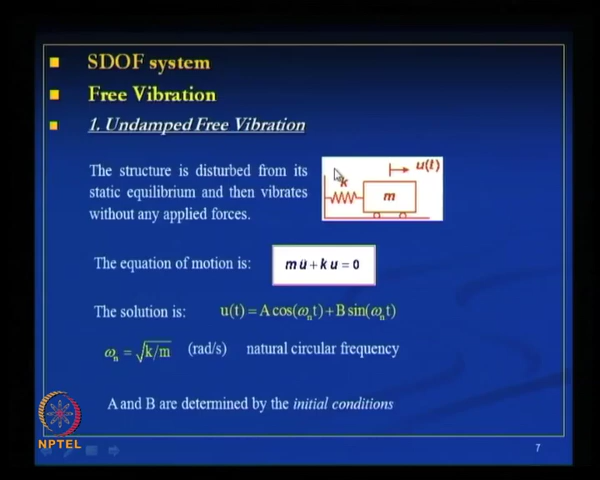 SDOF system
Free Vibration
1. Undamped Free Vibration
The structure is disturbed from its
static equilibrium and then vibrates
without any applied forces.
u(t)
k
m
The equation of motion is: mü + ku = 0
The solution is: u(t) = A cos(ωₙt) + B sin(ωₙt)
ωₙ = √k/m (rad/s) natural circular frequency
A and B are determined by the initial conditions
NPTEL
7